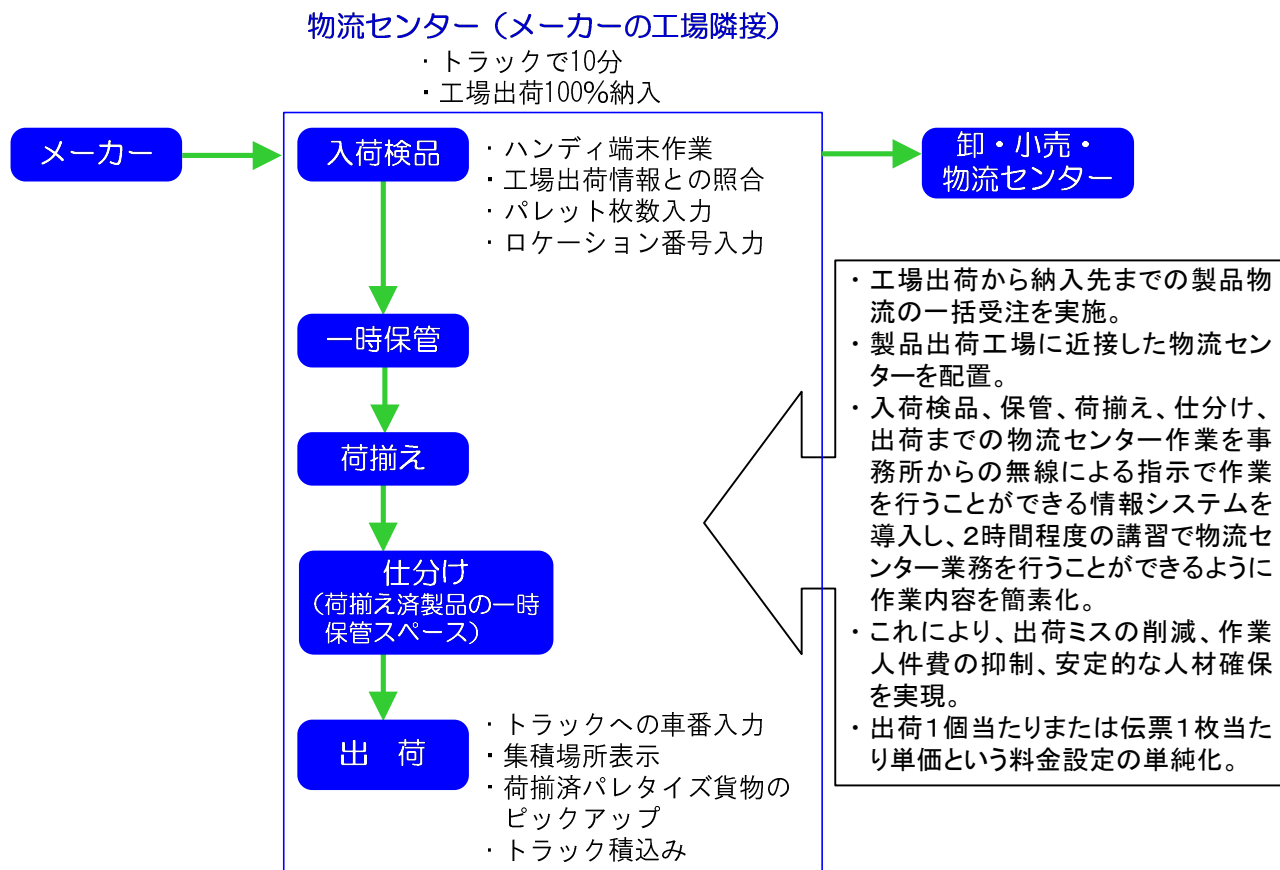 物流センター（メーカーの工場隣接）
・トラックで10分
・工場出荷100%納入
メーカー
入荷検品
・ハンディ端末作業
・工場出荷情報との照合
・パレット枚数入力
・ロケーション番号入力
卸・小売・
物流センター
一時保管
荷揃え
仕分け
（荷揃え済製品の一時
保管スペース）
出　荷
・トラックへの車番入力
・集積場所表示
・荷揃済パレタイズ貨物の
ピックアップ
・トラック積込み
・工場出荷から納入先までの製品物
流の一括受注を実施。
・製品出荷工場に近接した物流セン
ターを配置。
・入荷検品、保管、荷揃え、仕分け、
出荷までの物流センター作業を事
務所からの無線による指示で作業
を行うことができる情報システムを
導入し、２時間程度の講習で物流セ
ンター業務を行うことができるように
作業内容を簡素化。
・これにより、出荷ミスの削減、作業
人件費の抑制、安定的な人材確保
を実現。
・出荷１個当たりまたは伝票１枚当た
り単価という料金設定の単純化。